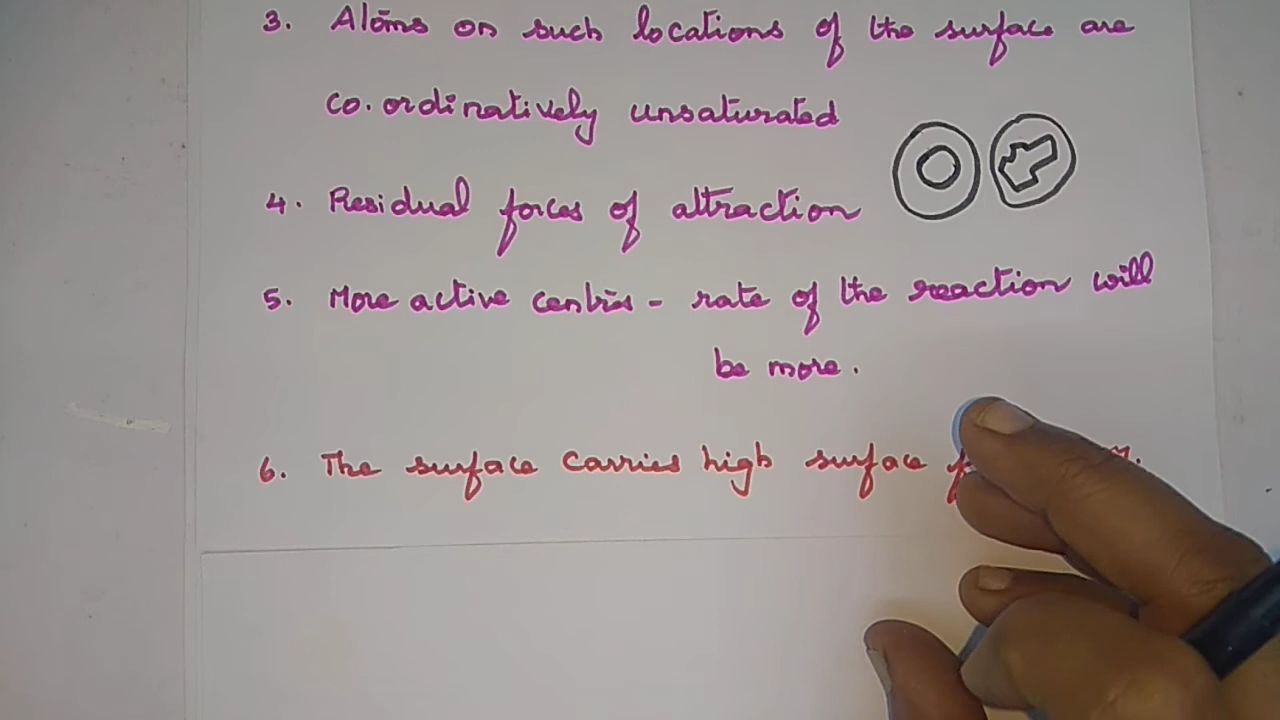 3. Atoms on such locations of the surface are
co.ordinatively unsaturated
4. Residual forces of attraction
5. More active centres - rate of the reaction will
be more.
6. The surface carries high surface